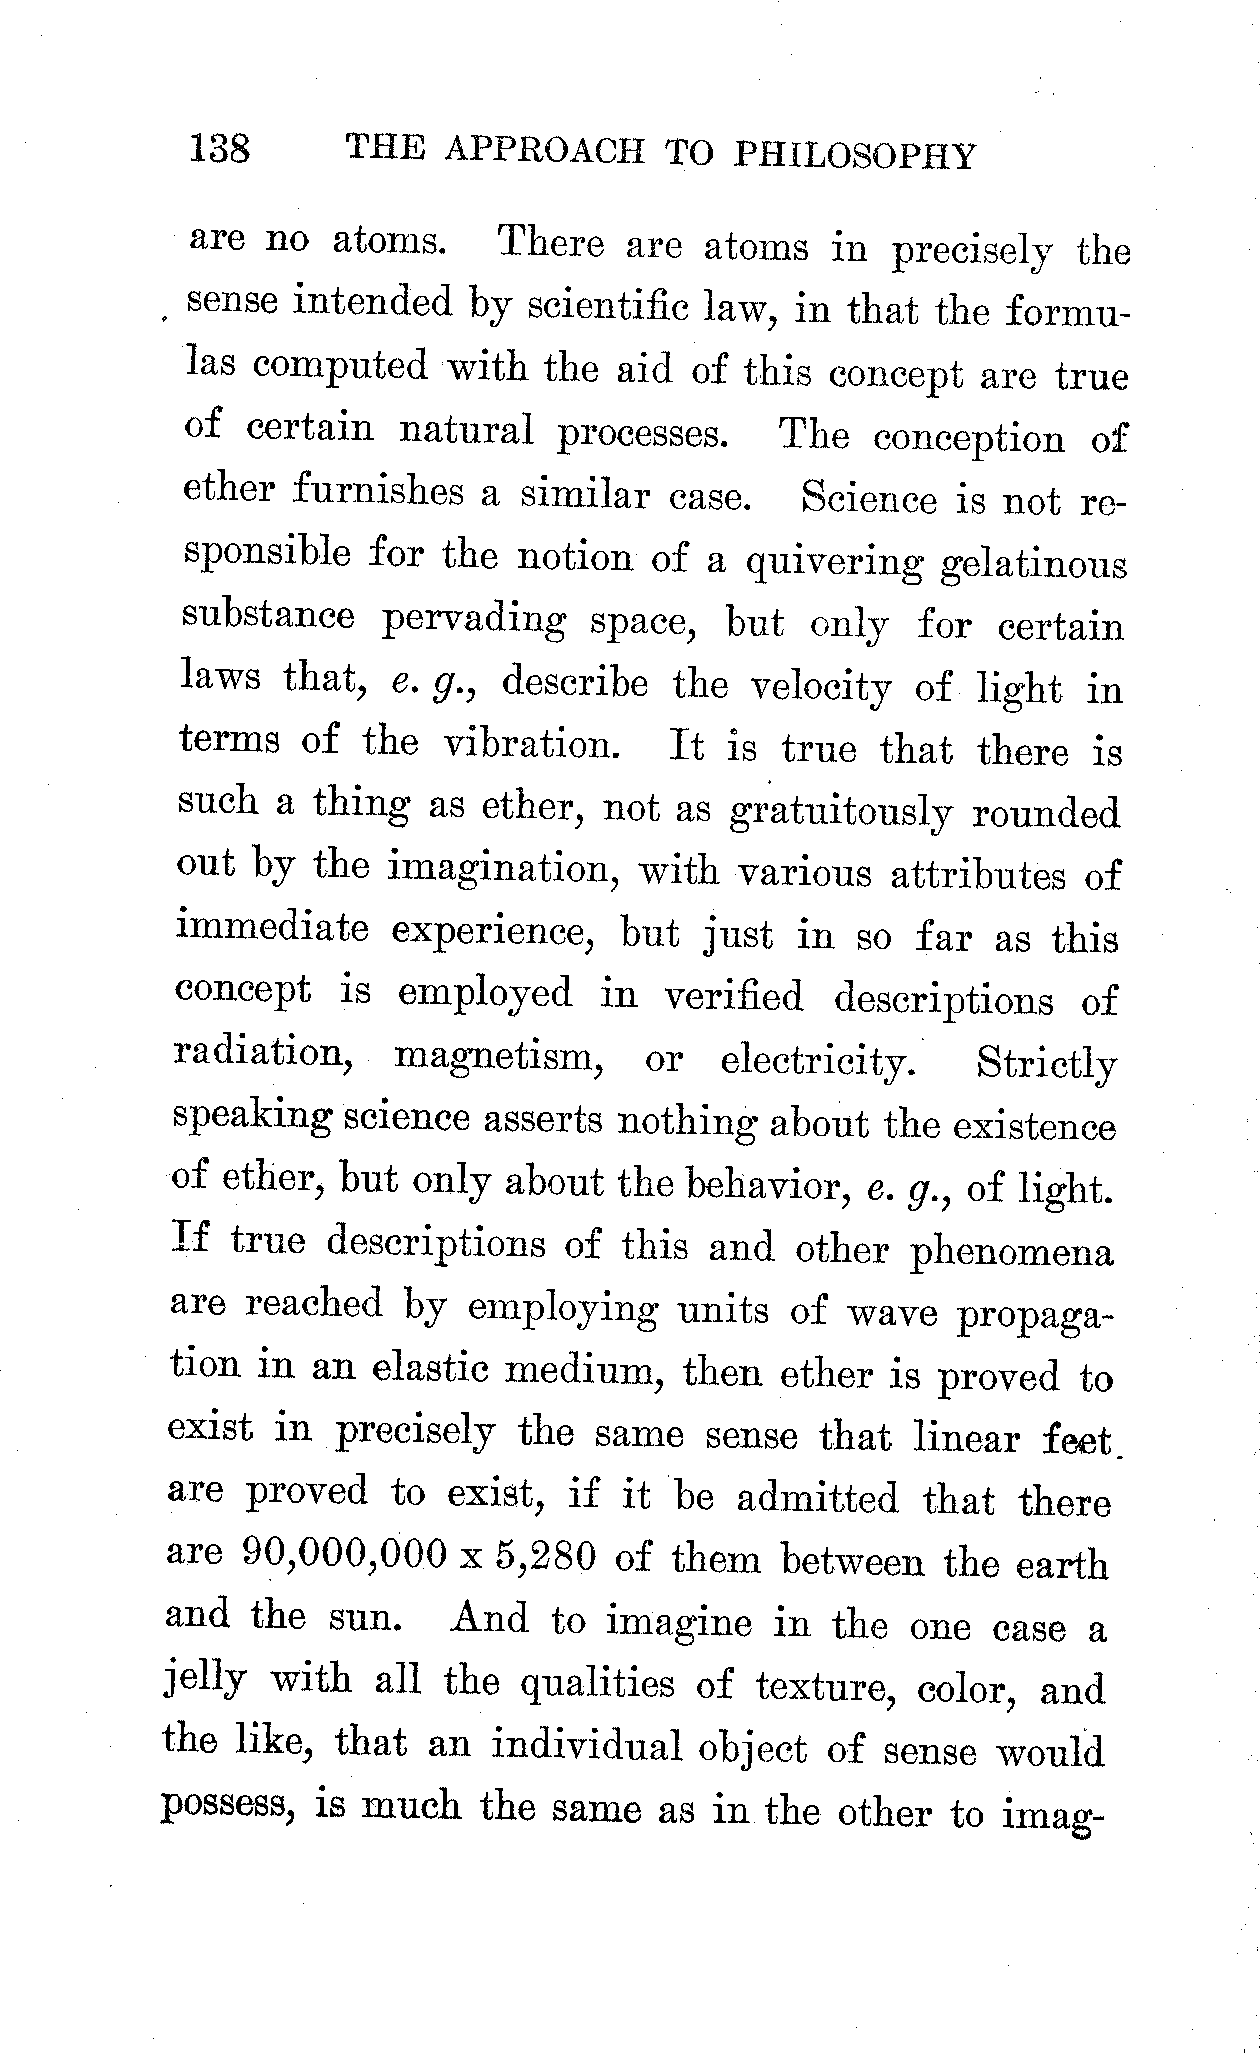 138 THE APPROACH TO PHILOSOPHY
are no atoms. There are atoms in precisely the
sense intended by scientific law, in that the formu-
las computed with the aid of this concept are true
of certain natural processes. The conception of
ether furnishes a similar case. Science is not re-
sponsible for the notion of a quivering gelatinous
substance pervading space, but only for certain
laws that, e. g., describe the velocity of light in
terms of the vibration. It is true that there is
such a thing as ether, not as gratuitously rounded
out by the imagination, with various attributes of
immediate experience, but just in so far as this
concept is employed in verified descriptions of
radiation, magnetism, or electricity. Strictly
speaking science asserts nothing about the existence
of ether, but only about the behavior, e. g., of light.
If true descriptions of this and other phenomena
are reached by employing units of wave propaga-
tion in an elastic medium, then ether is proved to
exist in precisely the same sense that linear feet
are proved to exist, if it be admitted that there
are 90,000,000 x 5,280 of them between the earth
and the sun. And to imagine in the one case a
jelly with all the qualities of texture, color, and
the like, that an individual object of sense would
possess, is much the same as in the other to imag-